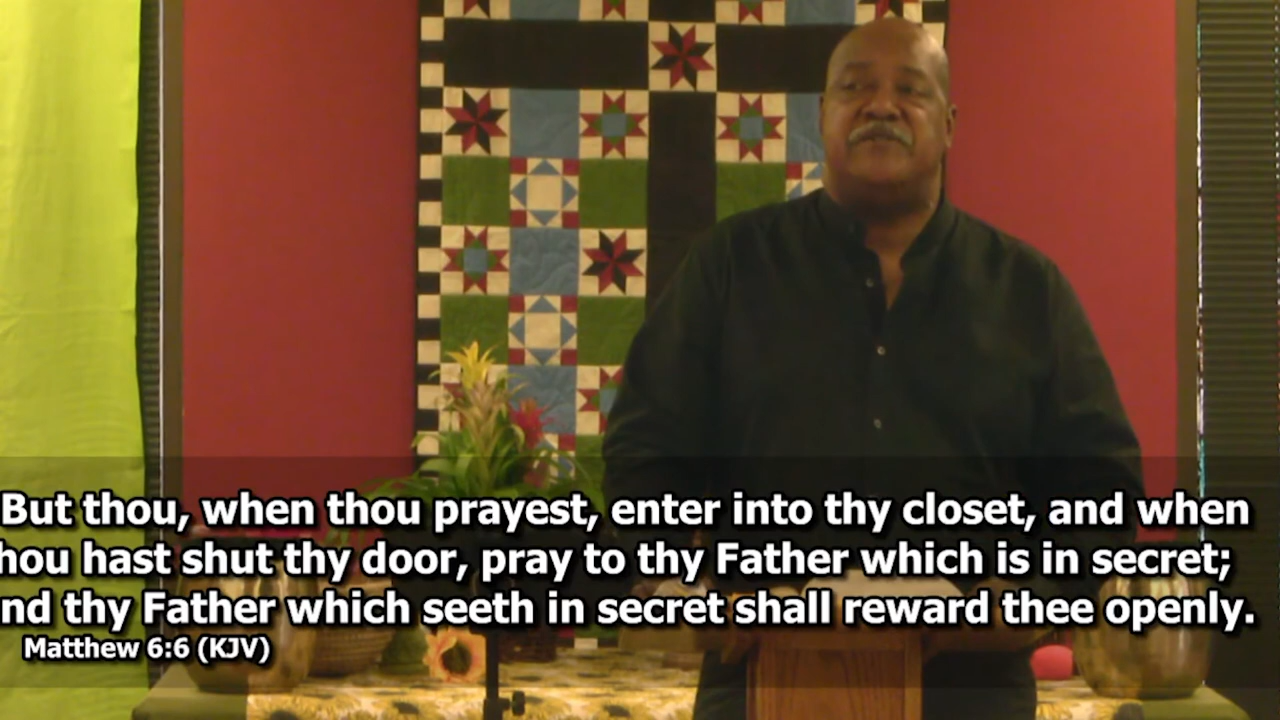 But thou, when thou prayest, enter into thy closet, and when
hou hast shut thy door, pray to thy Father which is in secret;
nd thy Father which seeth in secret shall reward thee openly.
Matthew 6:6 (KJV)